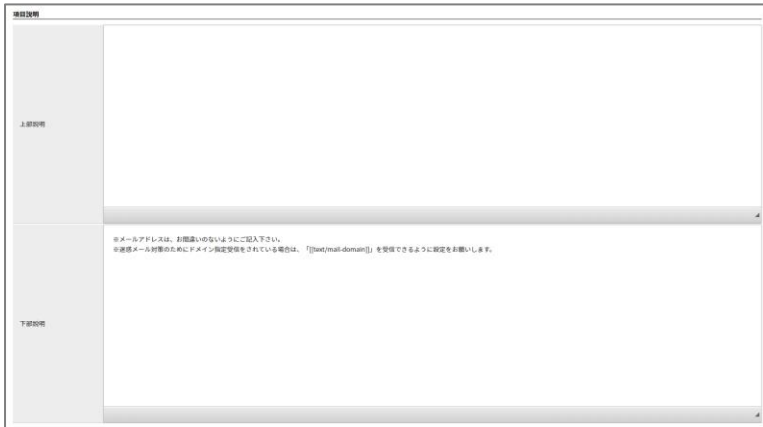 項目説明
上部説明
※メールアドレスは、お間違いのないようにご記入下さい。
※迷惑メール対策のためにドメイン指定受信をされている場合は、「[[text/mail-domain]]」を受信できるように設定をお願いします。
下部説明